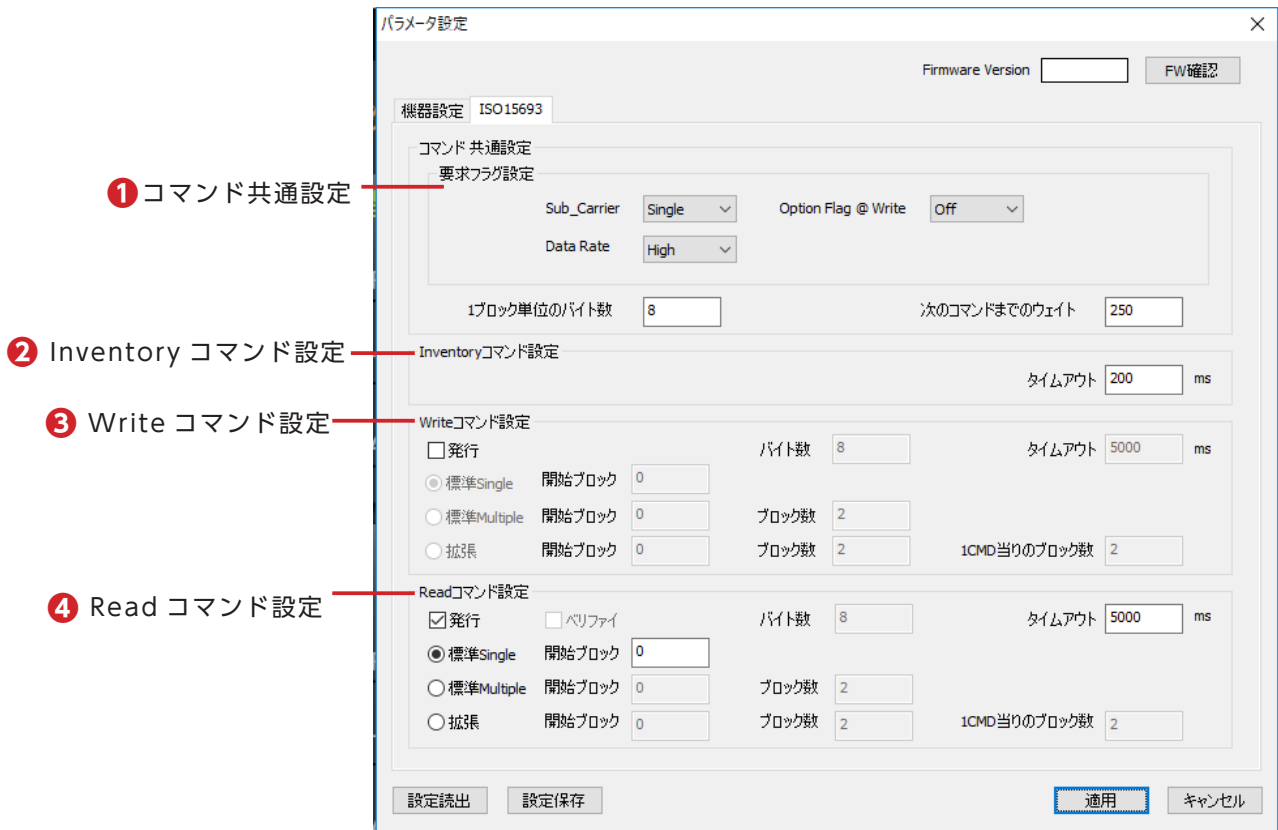 パラメータ設定
Firmware Version FW確認
機器設定 ISO15693
コマンド 共通設定
要求フラグ設定
❶コマンド共通設定
Sub_Carrier Single Option Flag @ Write Off
Data Rate High
1ブロック単位のバイト数 8 次のコマンドまでのウェイト 250
❷ Inventory コマンド設定
Inventoryコマンド設定
タイムアウト 200 ms
❸ Write コマンド設定
Writeコマンド設定
発行 バイト数 8 タイムアウト 5000 ms
標準Single 開始ブロック 0
標準Multiple 開始ブロック 0 ブロック数 2
拡張 開始ブロック 0 ブロック数 2 1CMD当りのブロック数 2
❹ Read コマンド設定
Readコマンド設定
発行 ベリファイ バイト数 8 タイムアウト 5000 ms
標準Single 開始ブロック 0
標準Multiple 開始ブロック 0 ブロック数 2
拡張 開始ブロック 0 ブロック数 2 1CMD当りのブロック数 2
設定読出 設定保存 適用 キャンセル